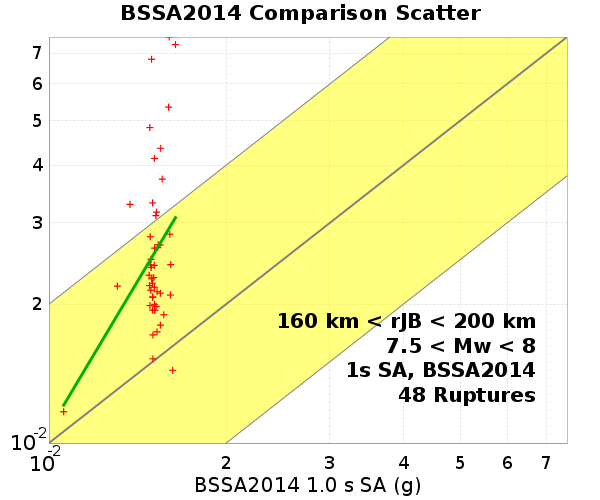 BSSA2014 Comparison Scatter
7
6
5
4
3
2
10-2
160 km < rJB < 200 km
7.5 < Mw < 8
1s SA, BSSA2014
48 Ruptures
10-2 2 3 4 5 6 7
BSSA2014 1.0 s SA (g)